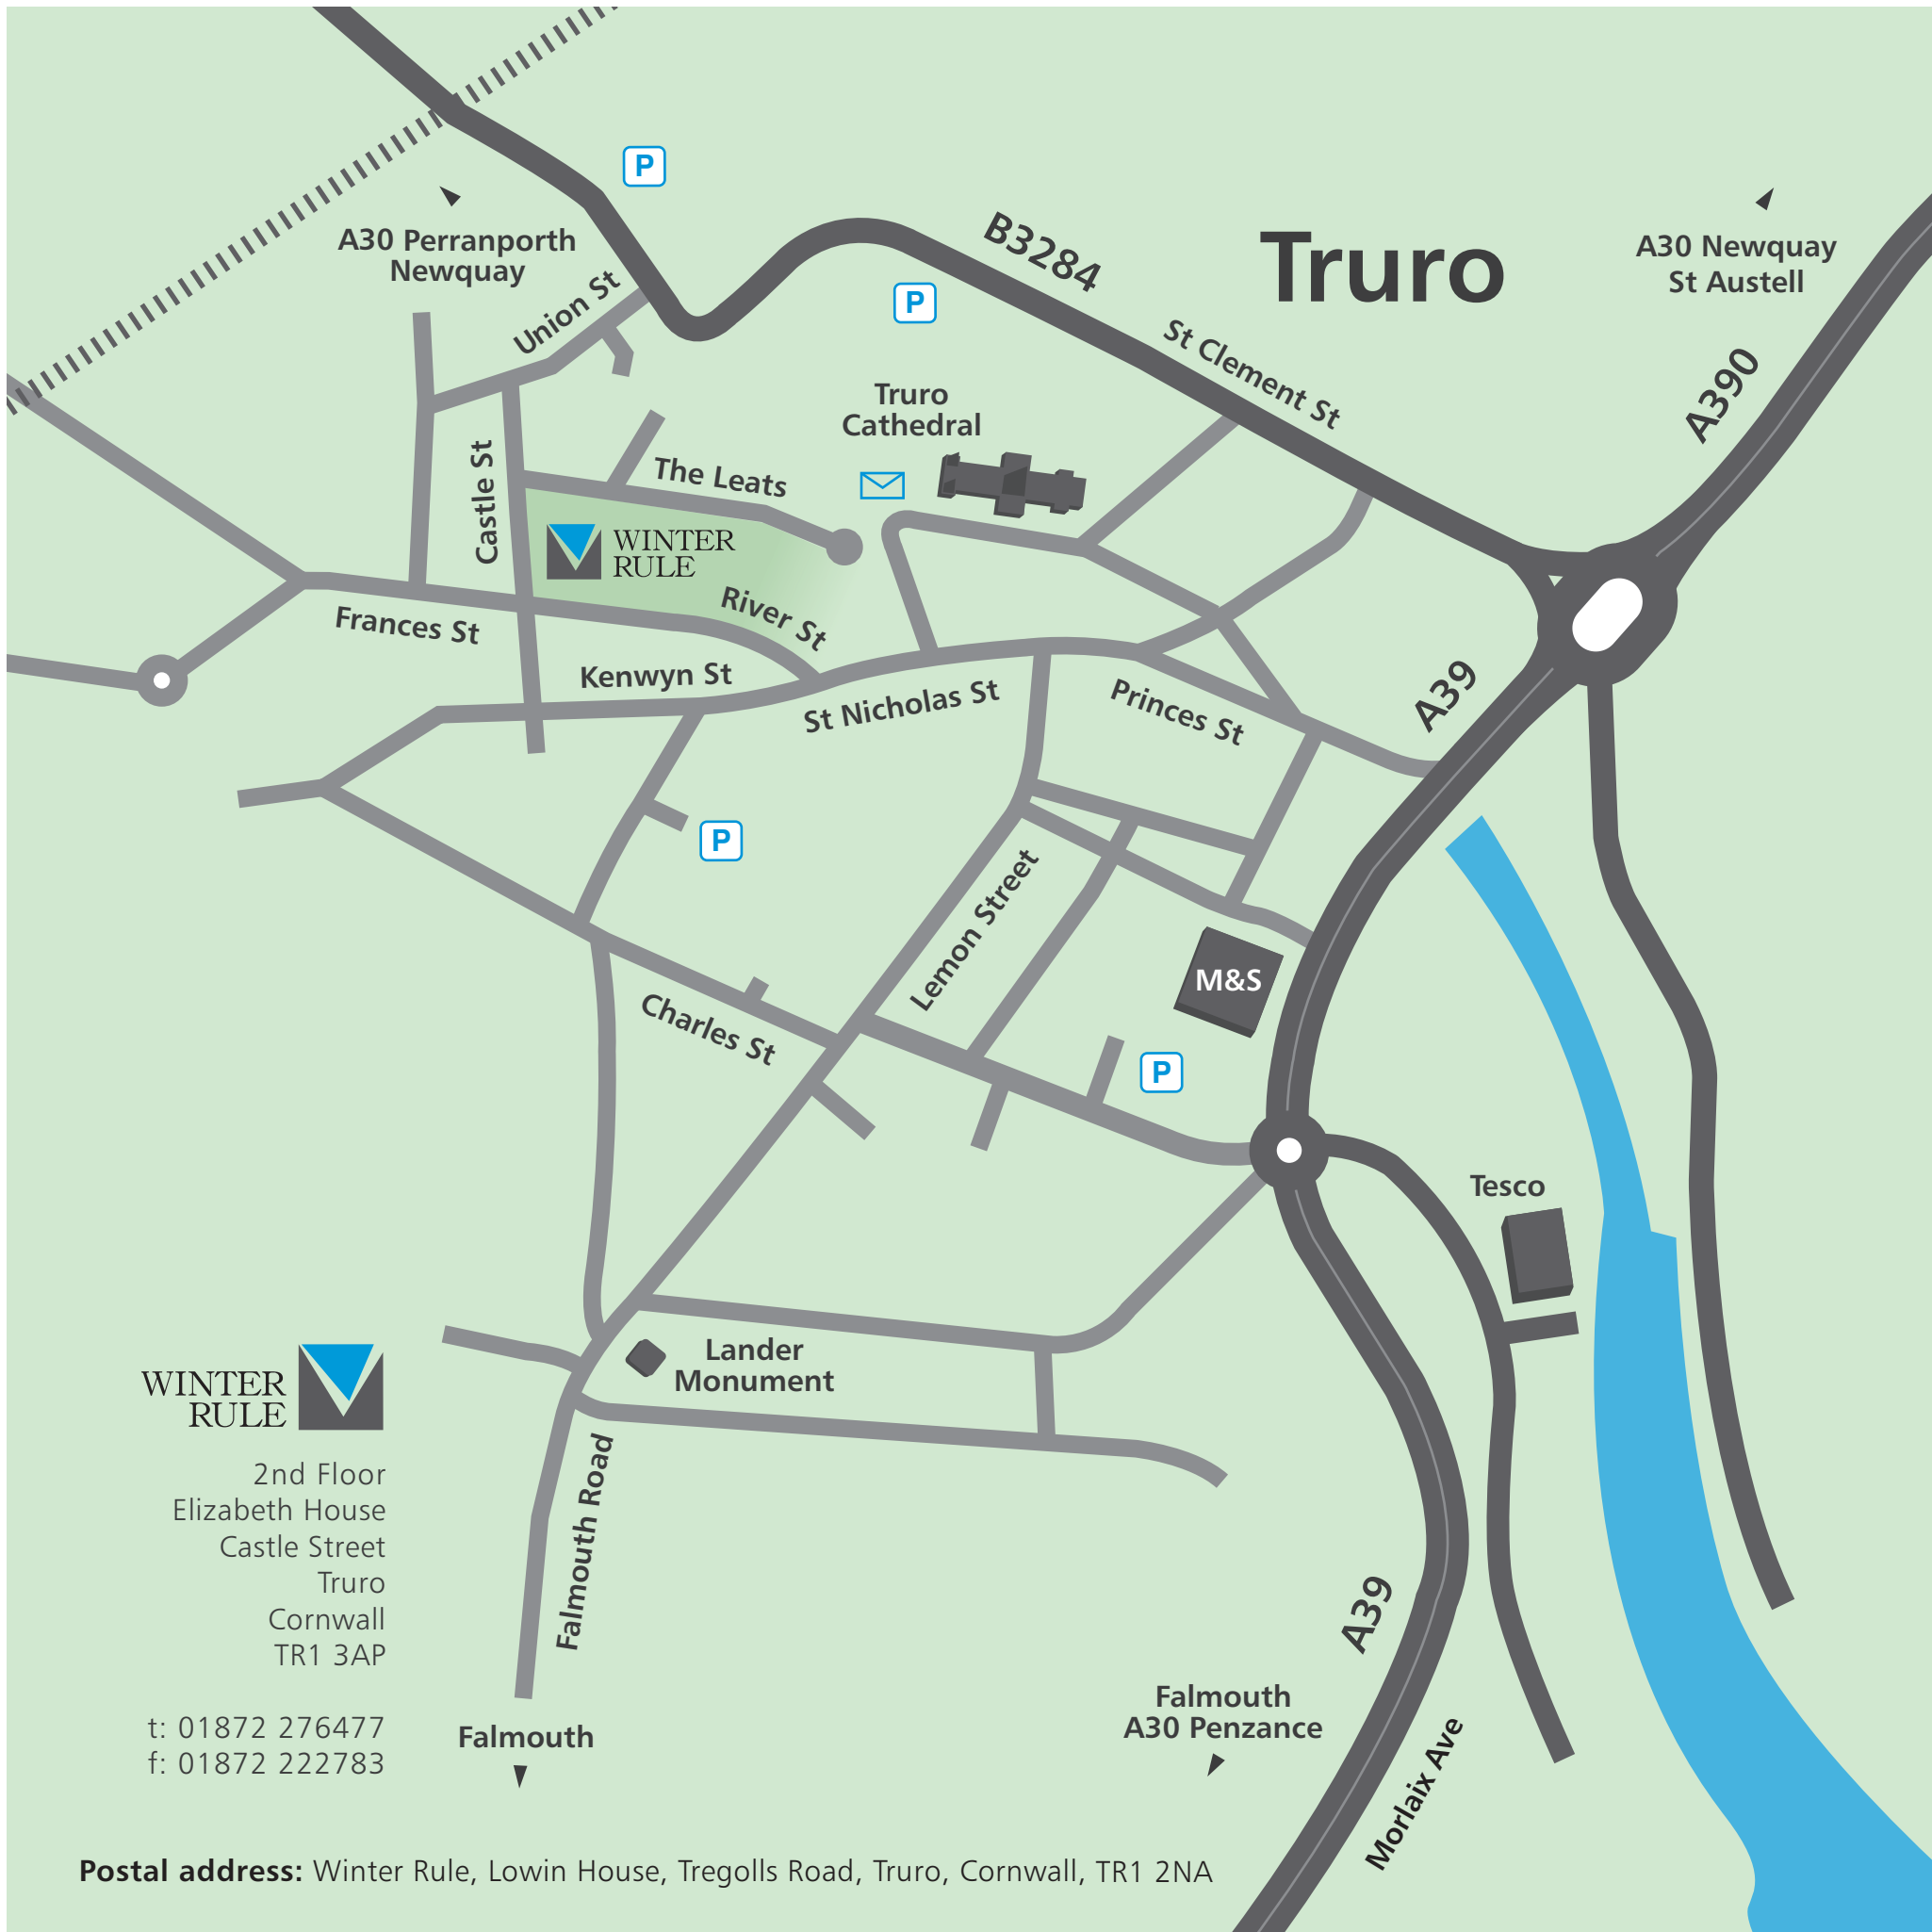 P
A30 Perranporth
Newquay
B3284
Truro
A30 Newquay
St Austell
Union St
P
St Clement St
A390
Truro
Cathedral
Castle St
The Leats
WINTER
RULE
River St
Frances St
Kenwyn St
St Nicholas St
Princes St
A39
P
Lemon Street
M&S
Charles St
P
Tesco
Lander
Monument
WINTER
RULE
2nd Floor
Elizabeth House
Castle Street
Truro
Cornwall
TR1 3AP
t: 01872 276477
f: 01872 222783
Falmouth Road
Falmouth
A39
Falmouth
A30 Penzance
Morlaix Ave
Postal address: Winter Rule, Lowin House, Tregolls Road, Truro, Cornwall, TR1 2NA